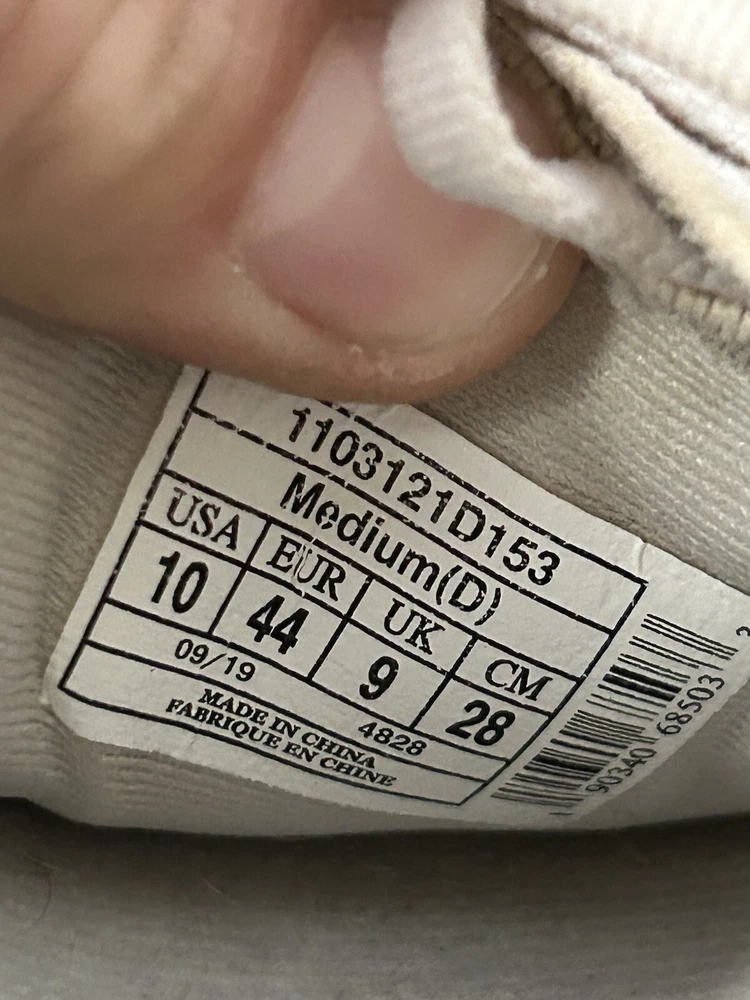 1103121D153
Medium(D)
USA EUR UK CM
10 44 9 28
09/19 4828
MADE IN CHINA
FABRIQUE EN CHINE
90340 68503